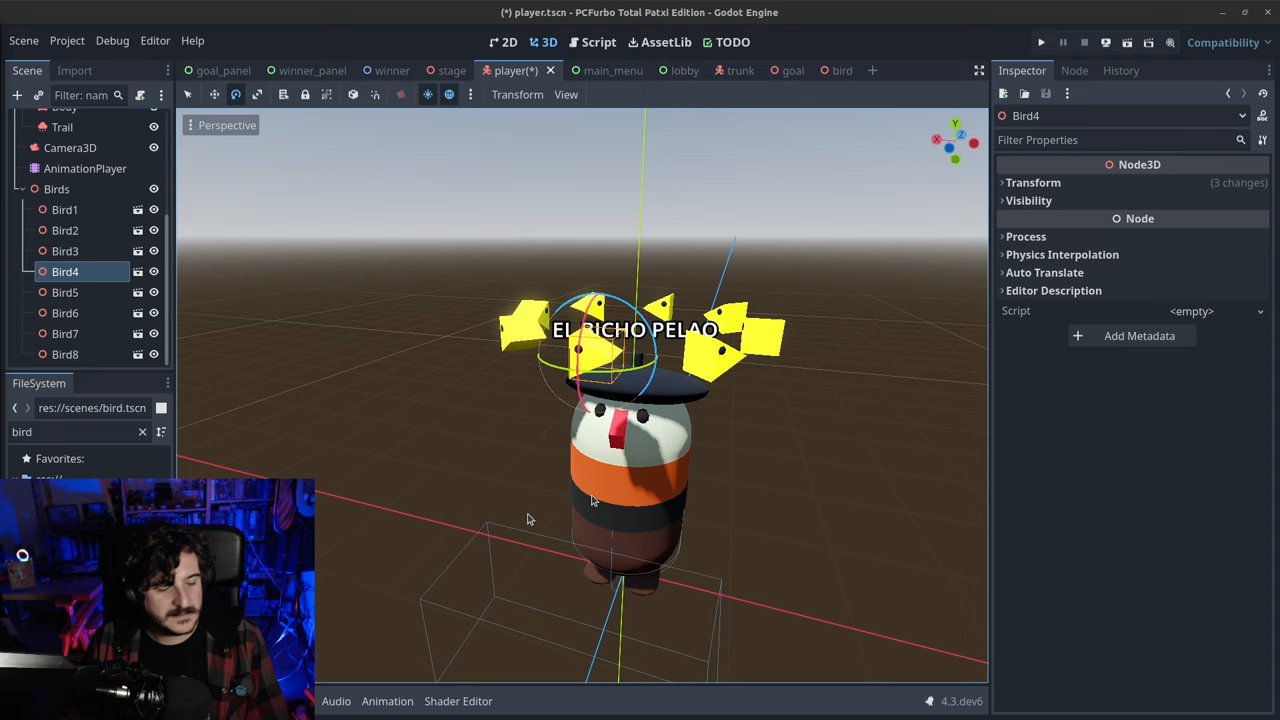 (*) player.tscn - PCFurbo Total Patxi Edition - Godot Engine
Scene Project Debug Editor Help
2D 3D Script AssetLib TODO
Compatibility
Scene Import
goal_panel winner_panel winner stage player(*) main_menu lobby trunk goal bird
Inspector Node History
Filter: nam
Transform View
Bird4
Perspective
Y
X
Z
Filter Properties
Trail
Camera3D
AnimationPlayer
Birds
Bird1
Bird2
Bird3
Bird4
Bird5
Bird6
Bird7
Bird8
Node3D
Transform (3 changes)
Visibility
Node
Process
Physics Interpolation
Auto Translate
Editor Description
Script <empty>
Add Metadata
EL BICHO PELAO
FileSystem
res://scenes/bird.tscn
bird
Favorites:
Audio Animation Shader Editor
4.3.dev6